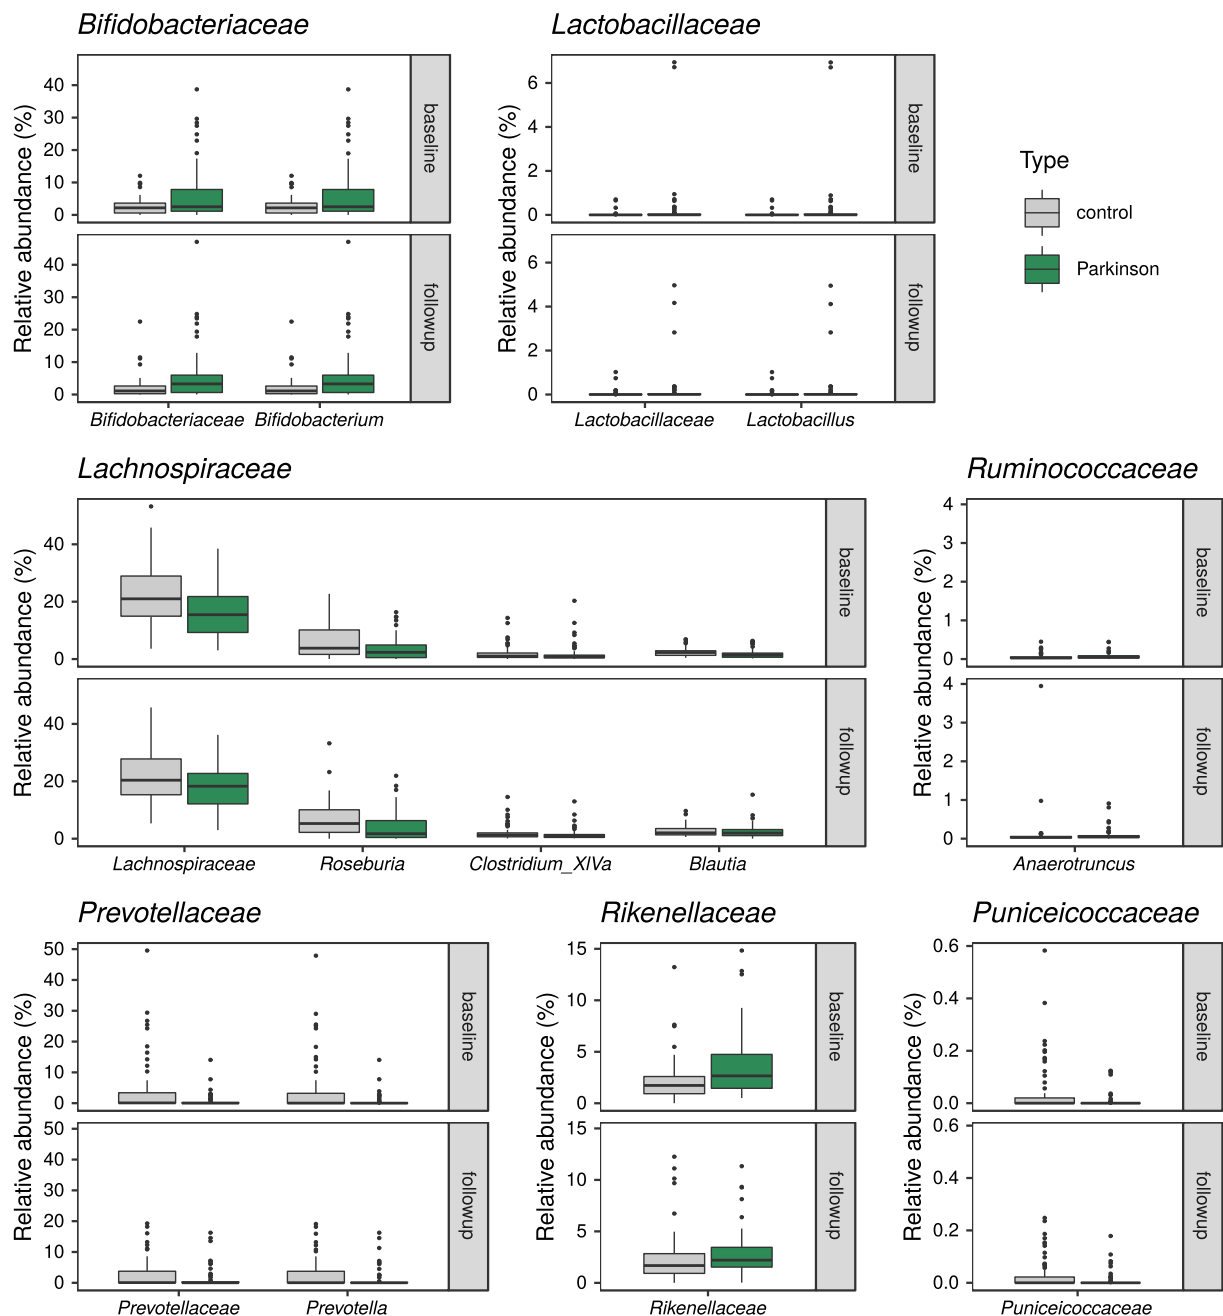 Bifidobacteriaceae
Lactobacillaceae
Relative abundance (%)
40
30
20
10
0
baseline
40
30
20
10
0
followup
Bifidobacteriaceae
Bifidobacterium
Relative abundance (%)
6
4
2
0
baseline
6
4
2
0
followup
Lactobacillaceae
Lactobacillus
Type
control
Parkinson
Lachnospiraceae
Relative abundance (%)
40
20
0
baseline
Relative abundance (%)
40
20
0
followup
Lachnospiraceae
Roseburia
Clostridium_XIVa
Blautia
Ruminococcaceae
Relative abundance (%)
4
3
2
1
0
baseline
4
3
2
1
0
followup
Anaerotruncus
Prevotellaceae
Relative abundance (%)
50
40
30
20
10
0
baseline
50
40
30
20
10
0
followup
Prevotellaceae
Prevotella
Rikenellaceae
Relative abundance (%)
15
10
5
0
baseline
15
10
5
0
followup
Rikenellaceae
Puniceicoccaceae
Relative abundance (%)
0.6
0.4
0.2
0.0
baseline
0.6
0.4
0.2
0.0
followup
Puniceicoccaceae